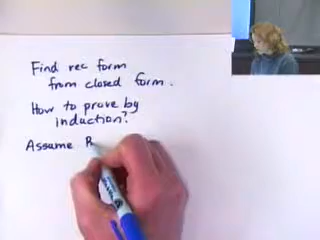 Find rec form
from closed form.
How to prove by
induction?
Assume P